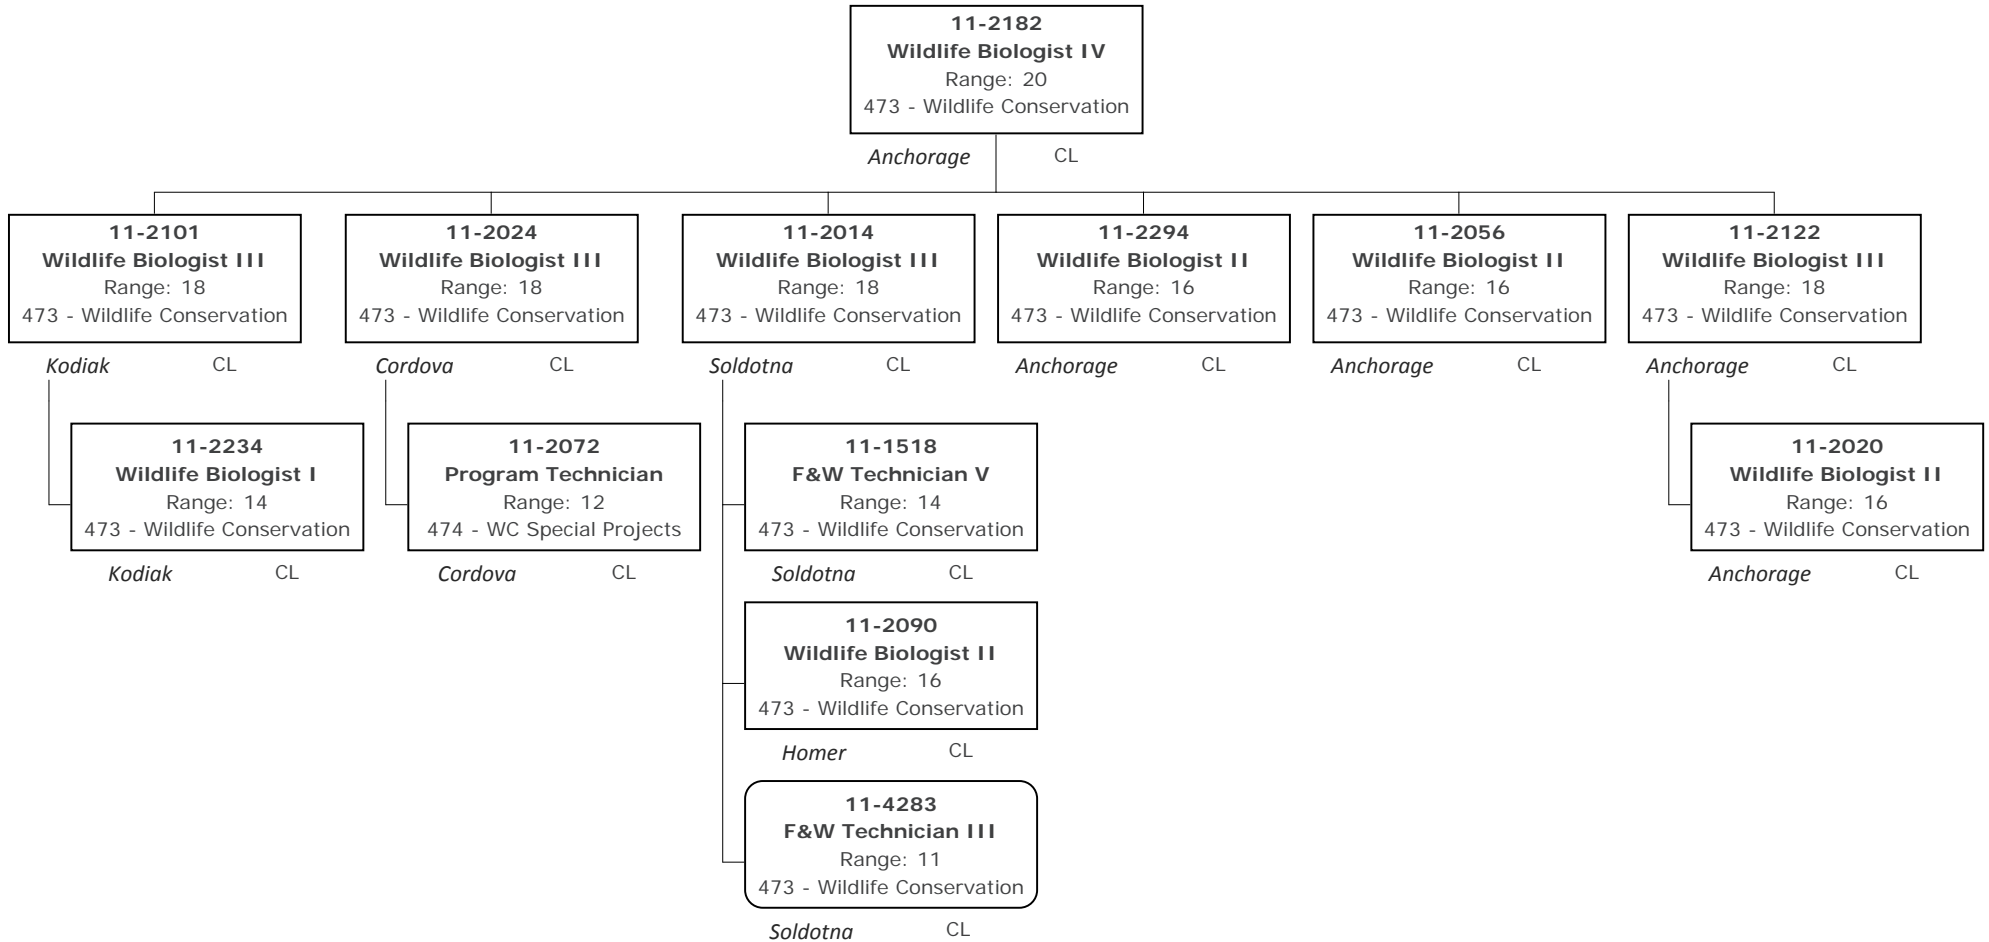 11-2182
Wildlife Biologist IV
Range: 20
473 - Wildlife Conservation
Anchorage CL
11-2101
Wildlife Biologist III
Range: 18
473 - Wildlife Conservation
Kodiak CL
11-2024
Wildlife Biologist III
Range: 18
473 - Wildlife Conservation
Cordova CL
11-2014
Wildlife Biologist III
Range: 18
473 - Wildlife Conservation
Soldotna CL
11-2294
Wildlife Biologist II
Range: 16
473 - Wildlife Conservation
Anchorage CL
11-2056
Wildlife Biologist II
Range: 16
473 - Wildlife Conservation
Anchorage CL
11-2122
Wildlife Biologist III
Range: 18
473 - Wildlife Conservation
Anchorage CL
11-2234
Wildlife Biologist I
Range: 14
473 - Wildlife Conservation
Kodiak CL
11-2072
Program Technician
Range: 12
474 - WC Special Projects
Cordova CL
11-1518
F&W Technician V
Range: 14
473 - Wildlife Conservation
Soldotna CL
11-2020
Wildlife Biologist II
Range: 16
473 - Wildlife Conservation
Anchorage CL
11-2090
Wildlife Biologist II
Range: 16
473 - Wildlife Conservation
Homer CL
11-4283
F&W Technician III
Range: 11
473 - Wildlife Conservation
Soldotna CL